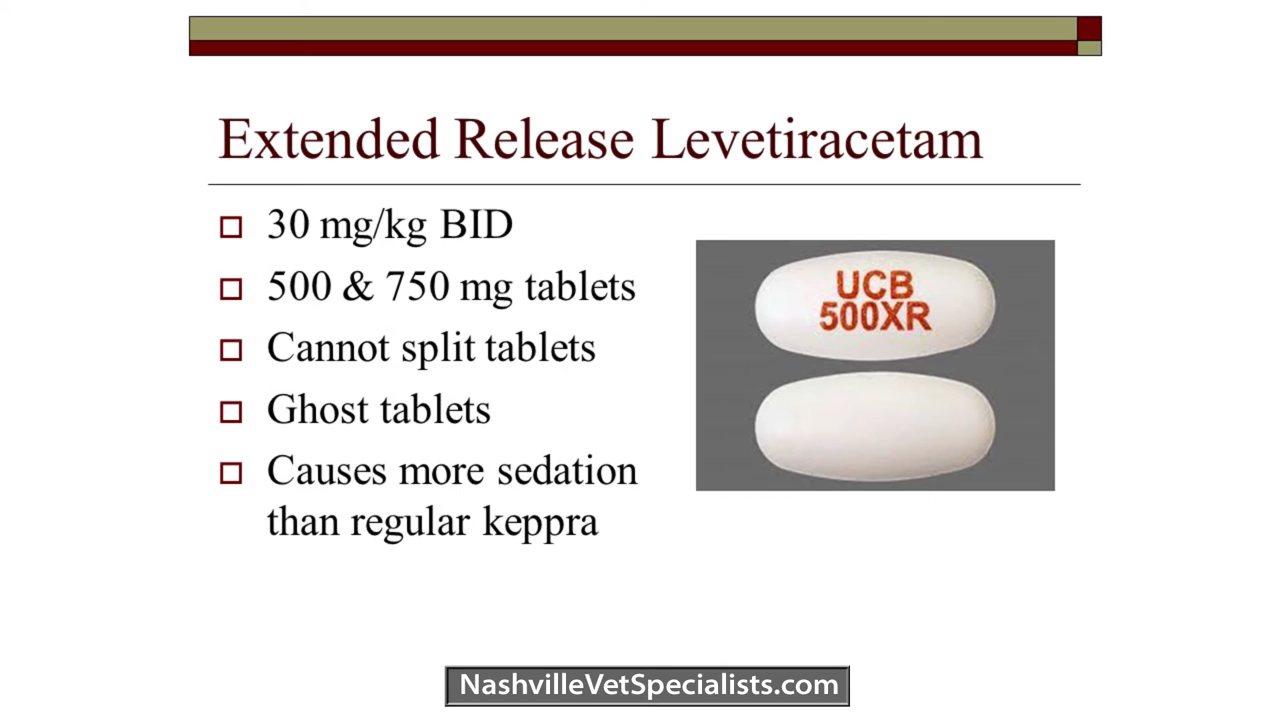 Extended Release Levetiracetam
30 mg/kg BID
500 & 750 mg tablets
Cannot split tablets
Ghost tablets
Causes more sedation
than regular keppra
UCB
500XR
NashvilleVetSpecialists.com